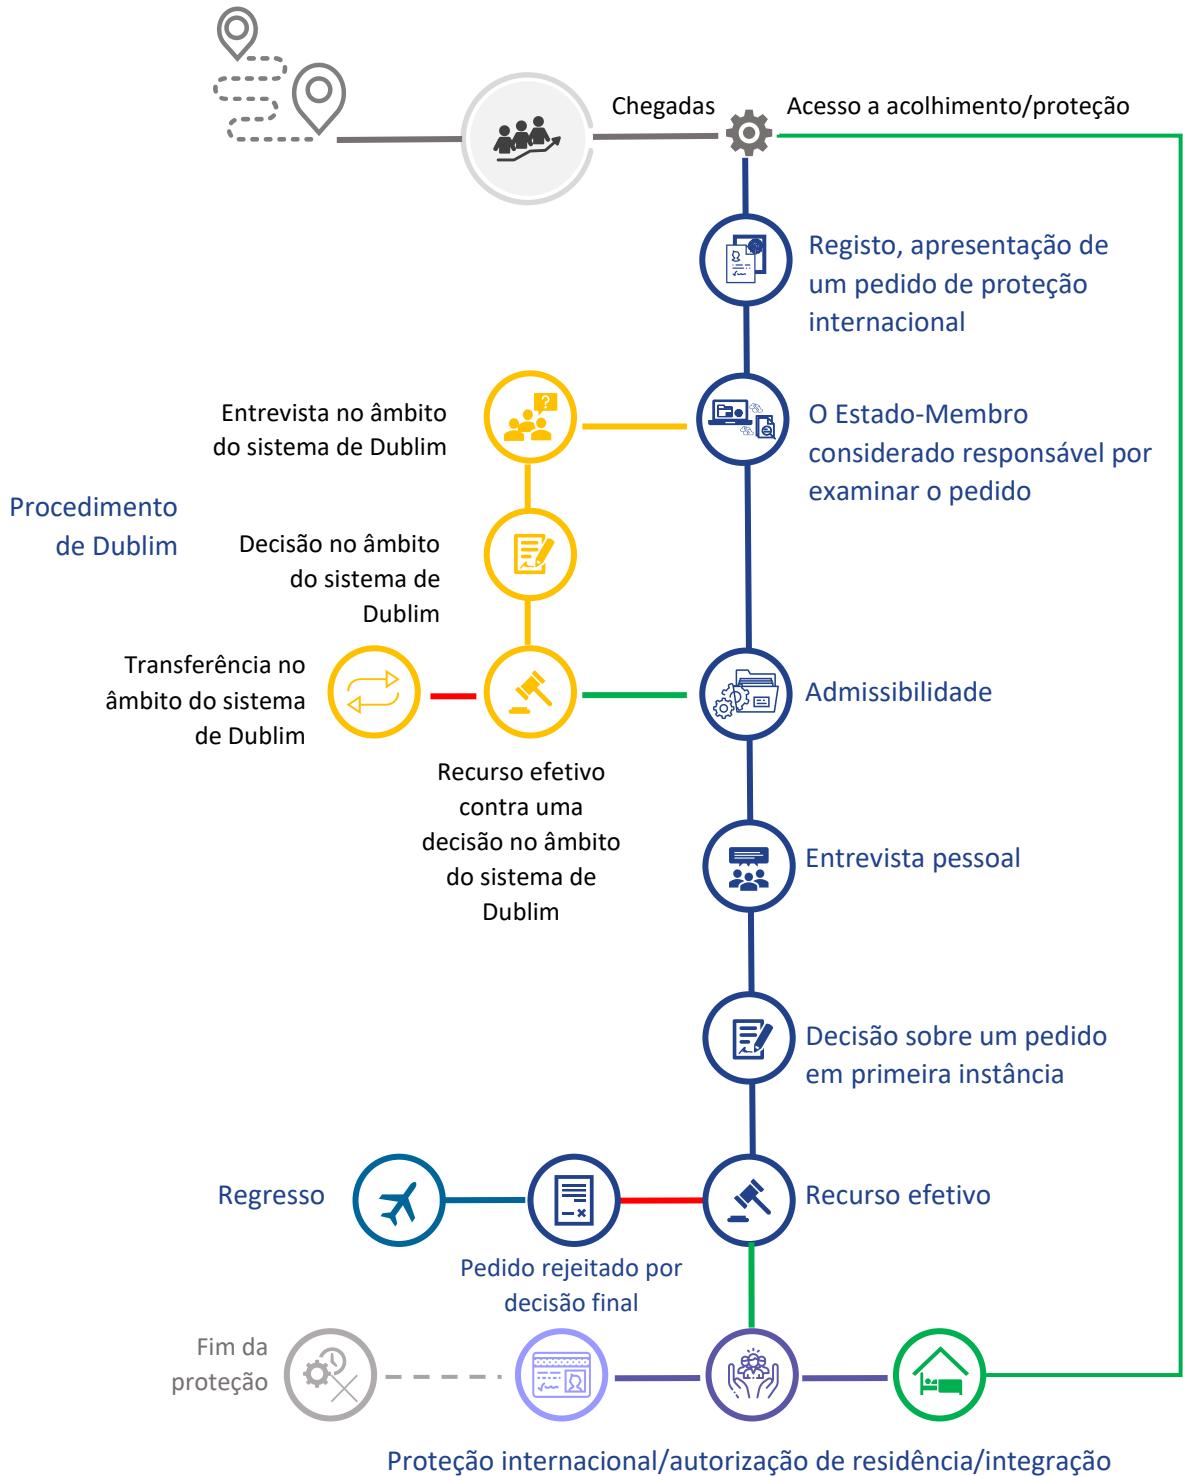 Chegadas
Acesso a acolhimento/proteção
Registo, apresentação de
um pedido de proteção
internacional
Entrevista no âmbito
do sistema de Dublim
O Estado-Membro
considerado responsável por
examinar o pedido
Procedimento
de Dublim
Decisão no âmbito
do sistema de
Dublim
Transferência no
âmbito do sistema
de Dublim
Admissibilidade
Recurso efetivo
contra uma
decisão no âmbito
do sistema de
Dublim
Entrevista pessoal
Decisão sobre um pedido
em primeira instância
Regresso
Recurso efetivo
Pedido rejeitado por
decisão final
Fim da
proteção
Proteção internacional/autorização de residência/integração